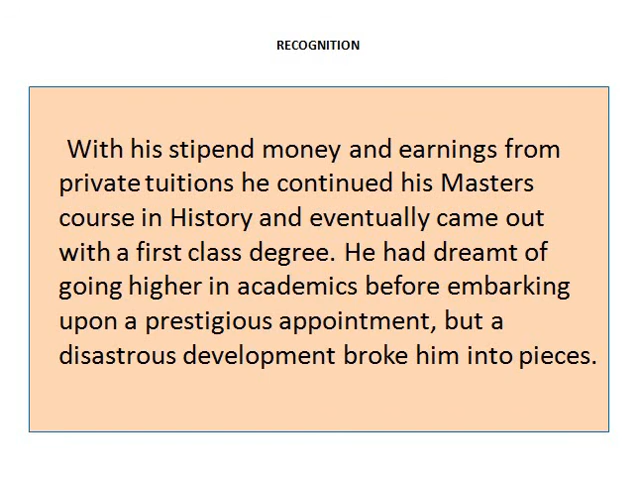 RECOGNITION
With his stipend money and earnings from
private tuitions he continued his Masters
course in History and eventually came out
with a first class degree. He had dreamt of
going higher in academics before embarking
upon a prestigious appointment, but a
disastrous development broke him into pieces.